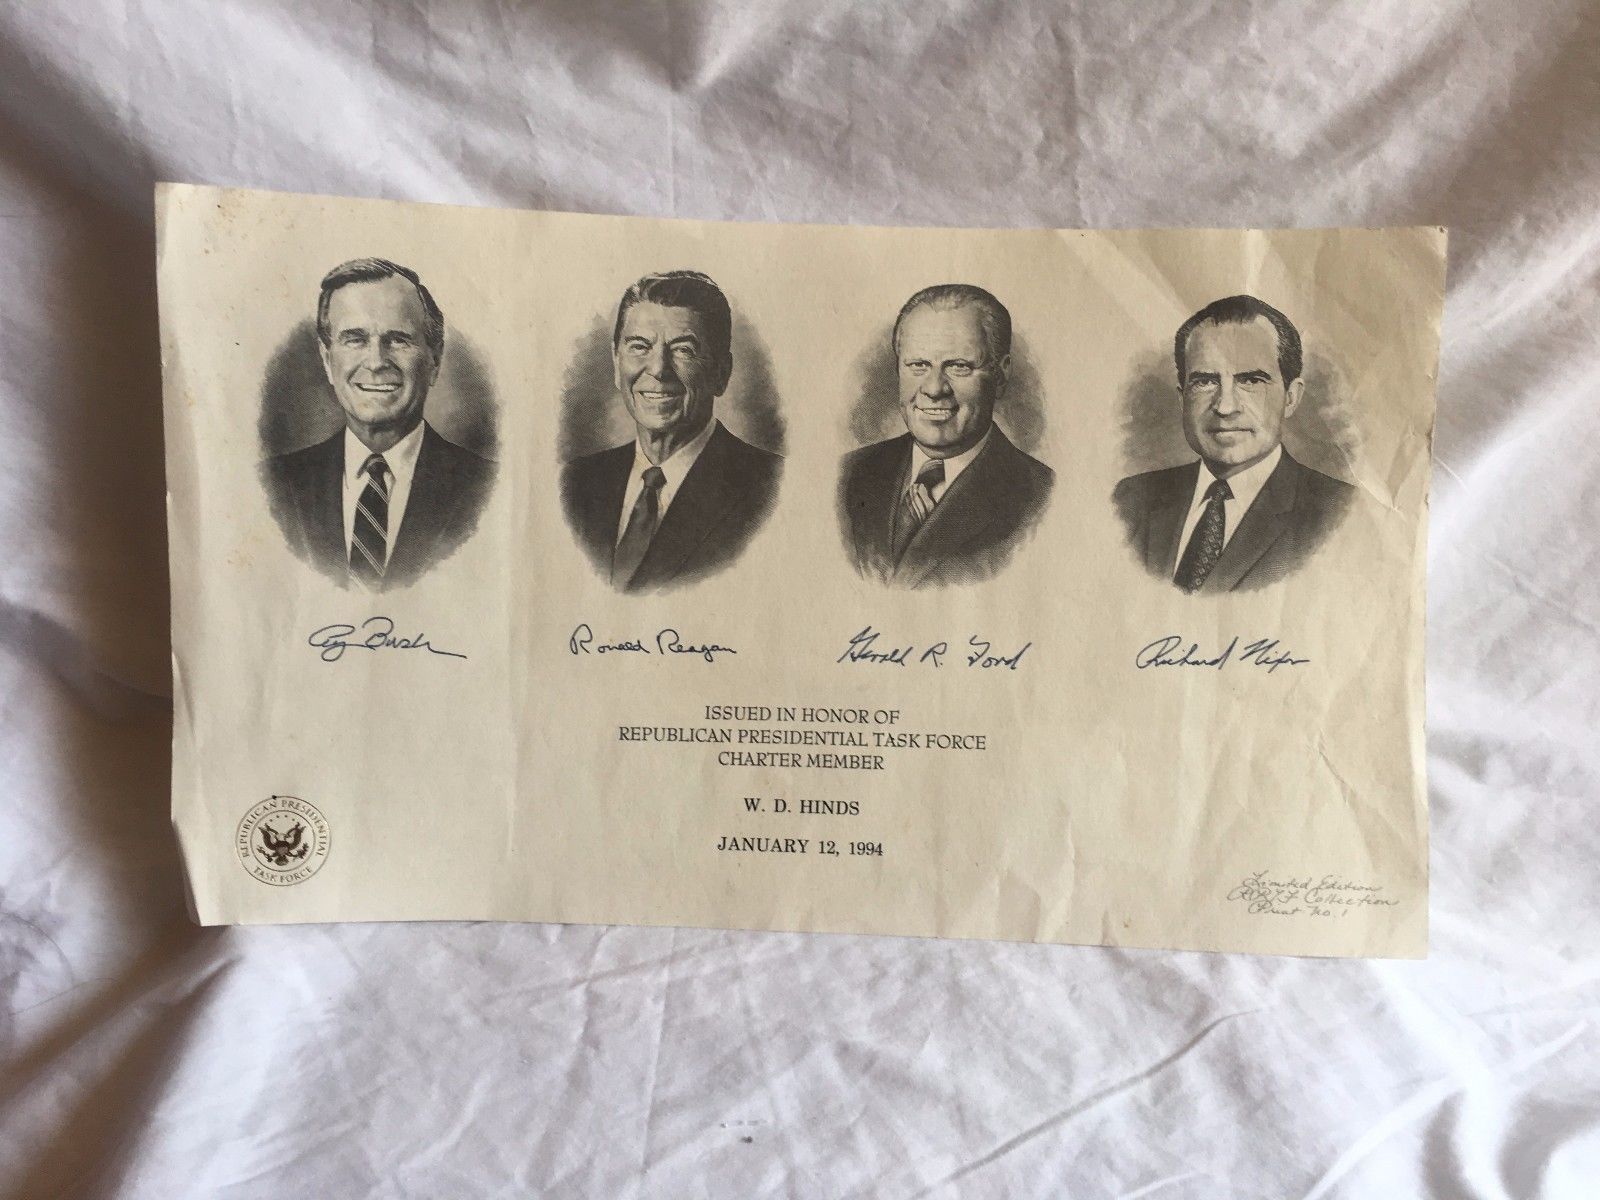 G Bush
Ronald Reagan
Gerald R. Ford
Richard Nixon
ISSUED IN HONOR OF
REPUBLICAN PRESIDENTIAL TASK FORCE
CHARTER MEMBER
W. D. HINDS
JANUARY 12, 1994
REPUBLICAN PRESIDENTIAL
TASK FORCE
Limited Edition
RPTF Collection
Print No. 1